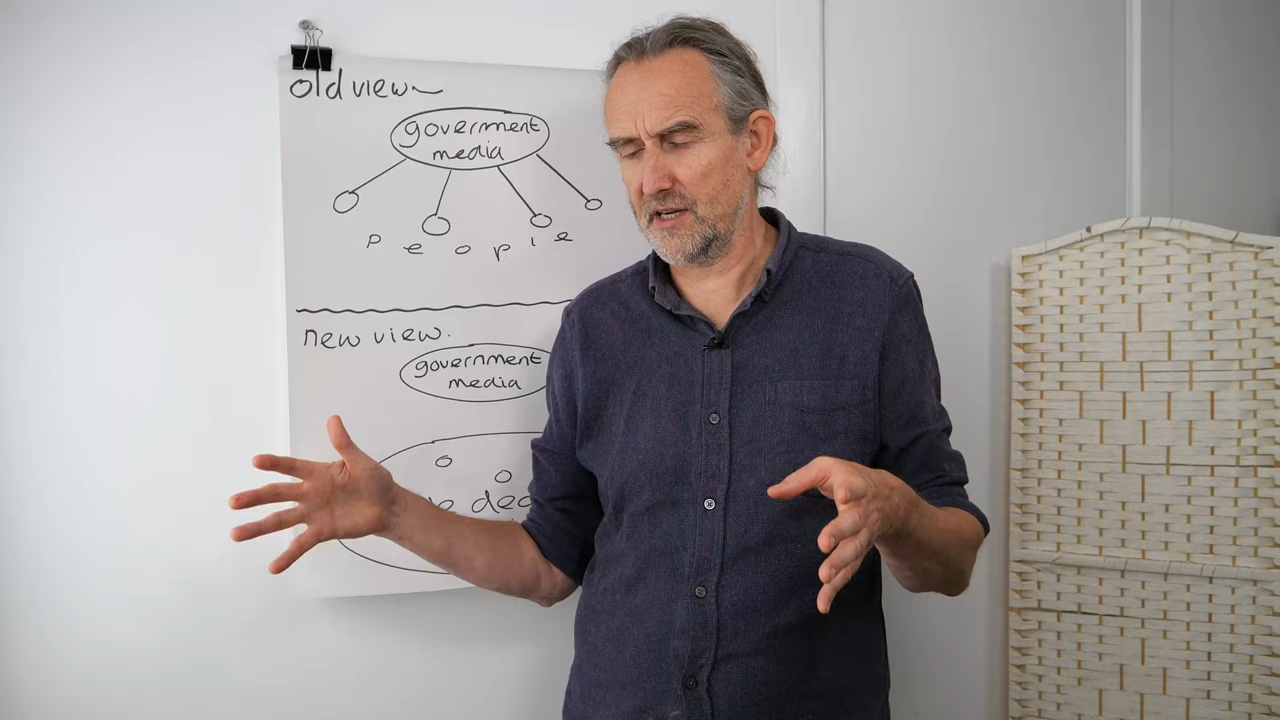 old view
government
media
People
new view.
government
media